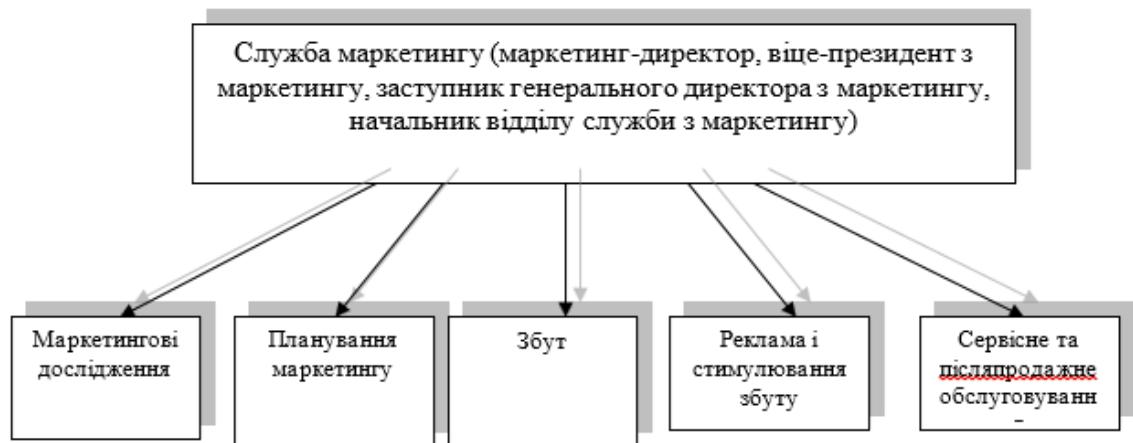 Служба маркетингу (маркетинг-директор, віце-президент з
маркетингу, заступник генерального директора з маркетингу,
начальник відділу служби з маркетингу)
Маркетингові
дослідження
Планування
маркетингу
Збут
Реклама і
стимулювання
збуту
Сервісне та
післяпродажне
обслуговуванн